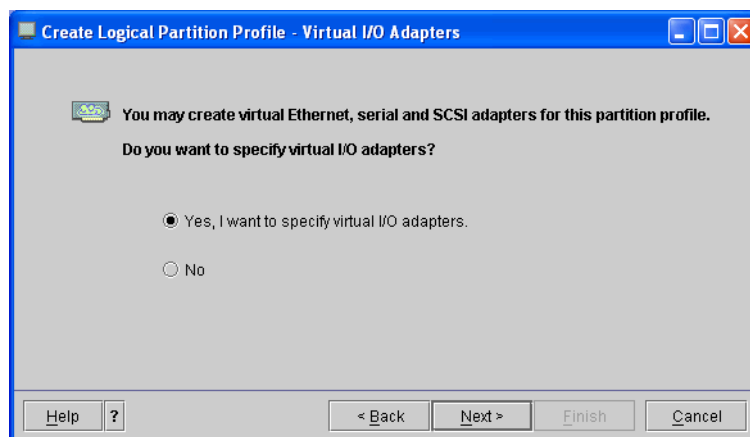 Create Logical Partition Profile - Virtual I/O Adapters
You may create virtual Ethernet, serial and SCSI adapters for this partition profile.
Do you want to specify virtual I/O adapters?
Yes, I want to specify virtual I/O adapters.
No
Help ? < Back Next > Finish Cancel